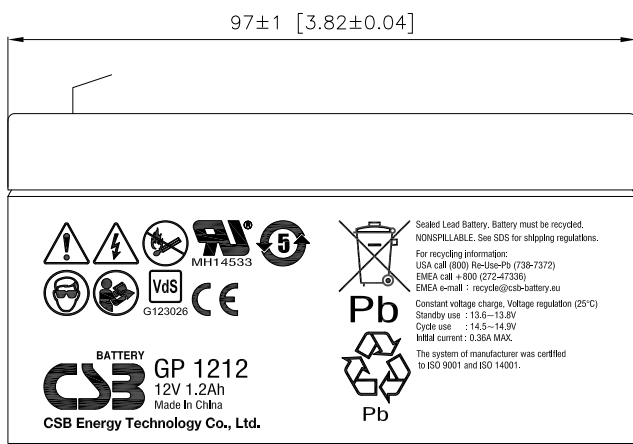 97±1 [3.82±0.04]
MH14533
5
VdS
G123026
CE
BATTERY
CSB
GP 1212
12V 1.2Ah
Made In China
CSB Energy Technology Co., Ltd.
Pb
Pb
Sealed Lead Battery. Battery must be recycled.
NONSPILLABLE. See SDS for shipping regulations.
For recycling information:
USA call (800) Re-Use-Pb (738-7372)
EMEA call +800 (272-47336)
EMEA e-mail : recycle@csb-battery.eu
Constant voltage charge, Voltage regulation (25°C)
Standby use : 13.6~13.8V
Cycle use : 14.5~14.9V
Initial current : 0.36A MAX.
The system of manufacturer was certified
to ISO 9001 and ISO 14001.